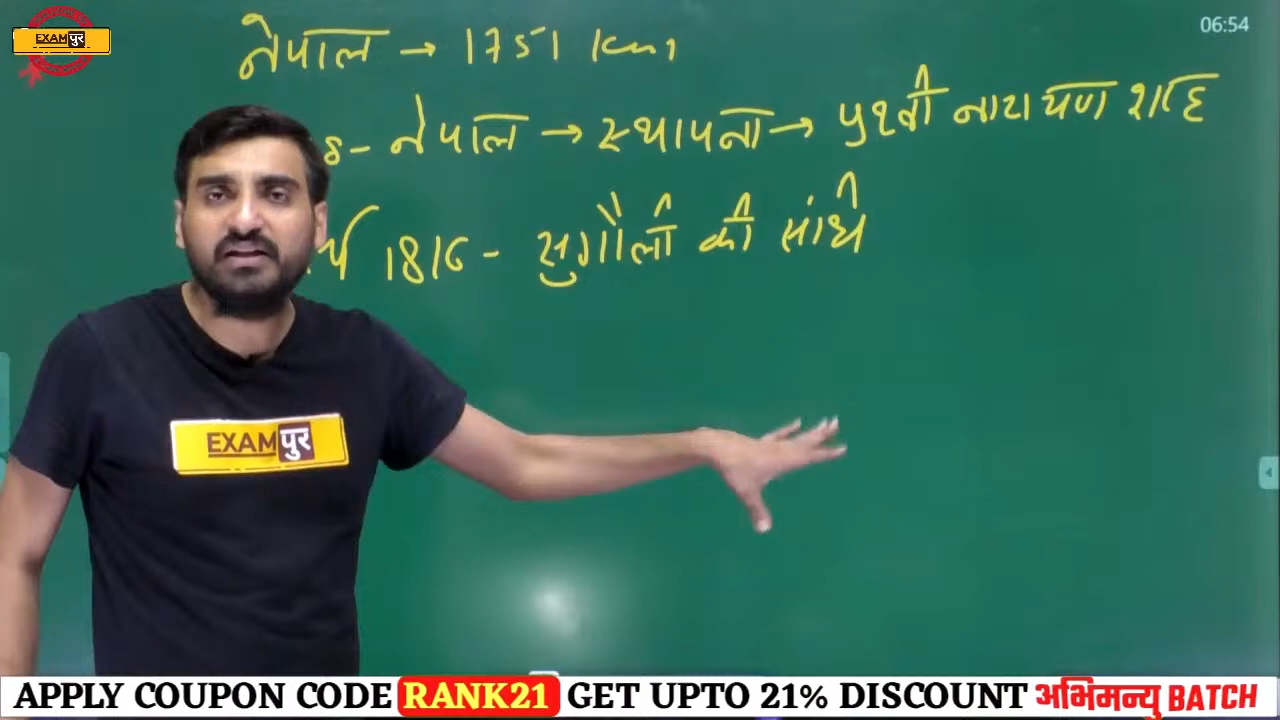 EXAMपुर
06:54
नेपाल → 1751 Km
8- नेपाल → स्थापना → पृथ्वी नारायण शाह
1816 - सुगौली की सांधी
EXAMपुर
APPLY COUPON CODE RANK21 GET UPTO 21% DISCOUNT अभिमन्यु BATCH